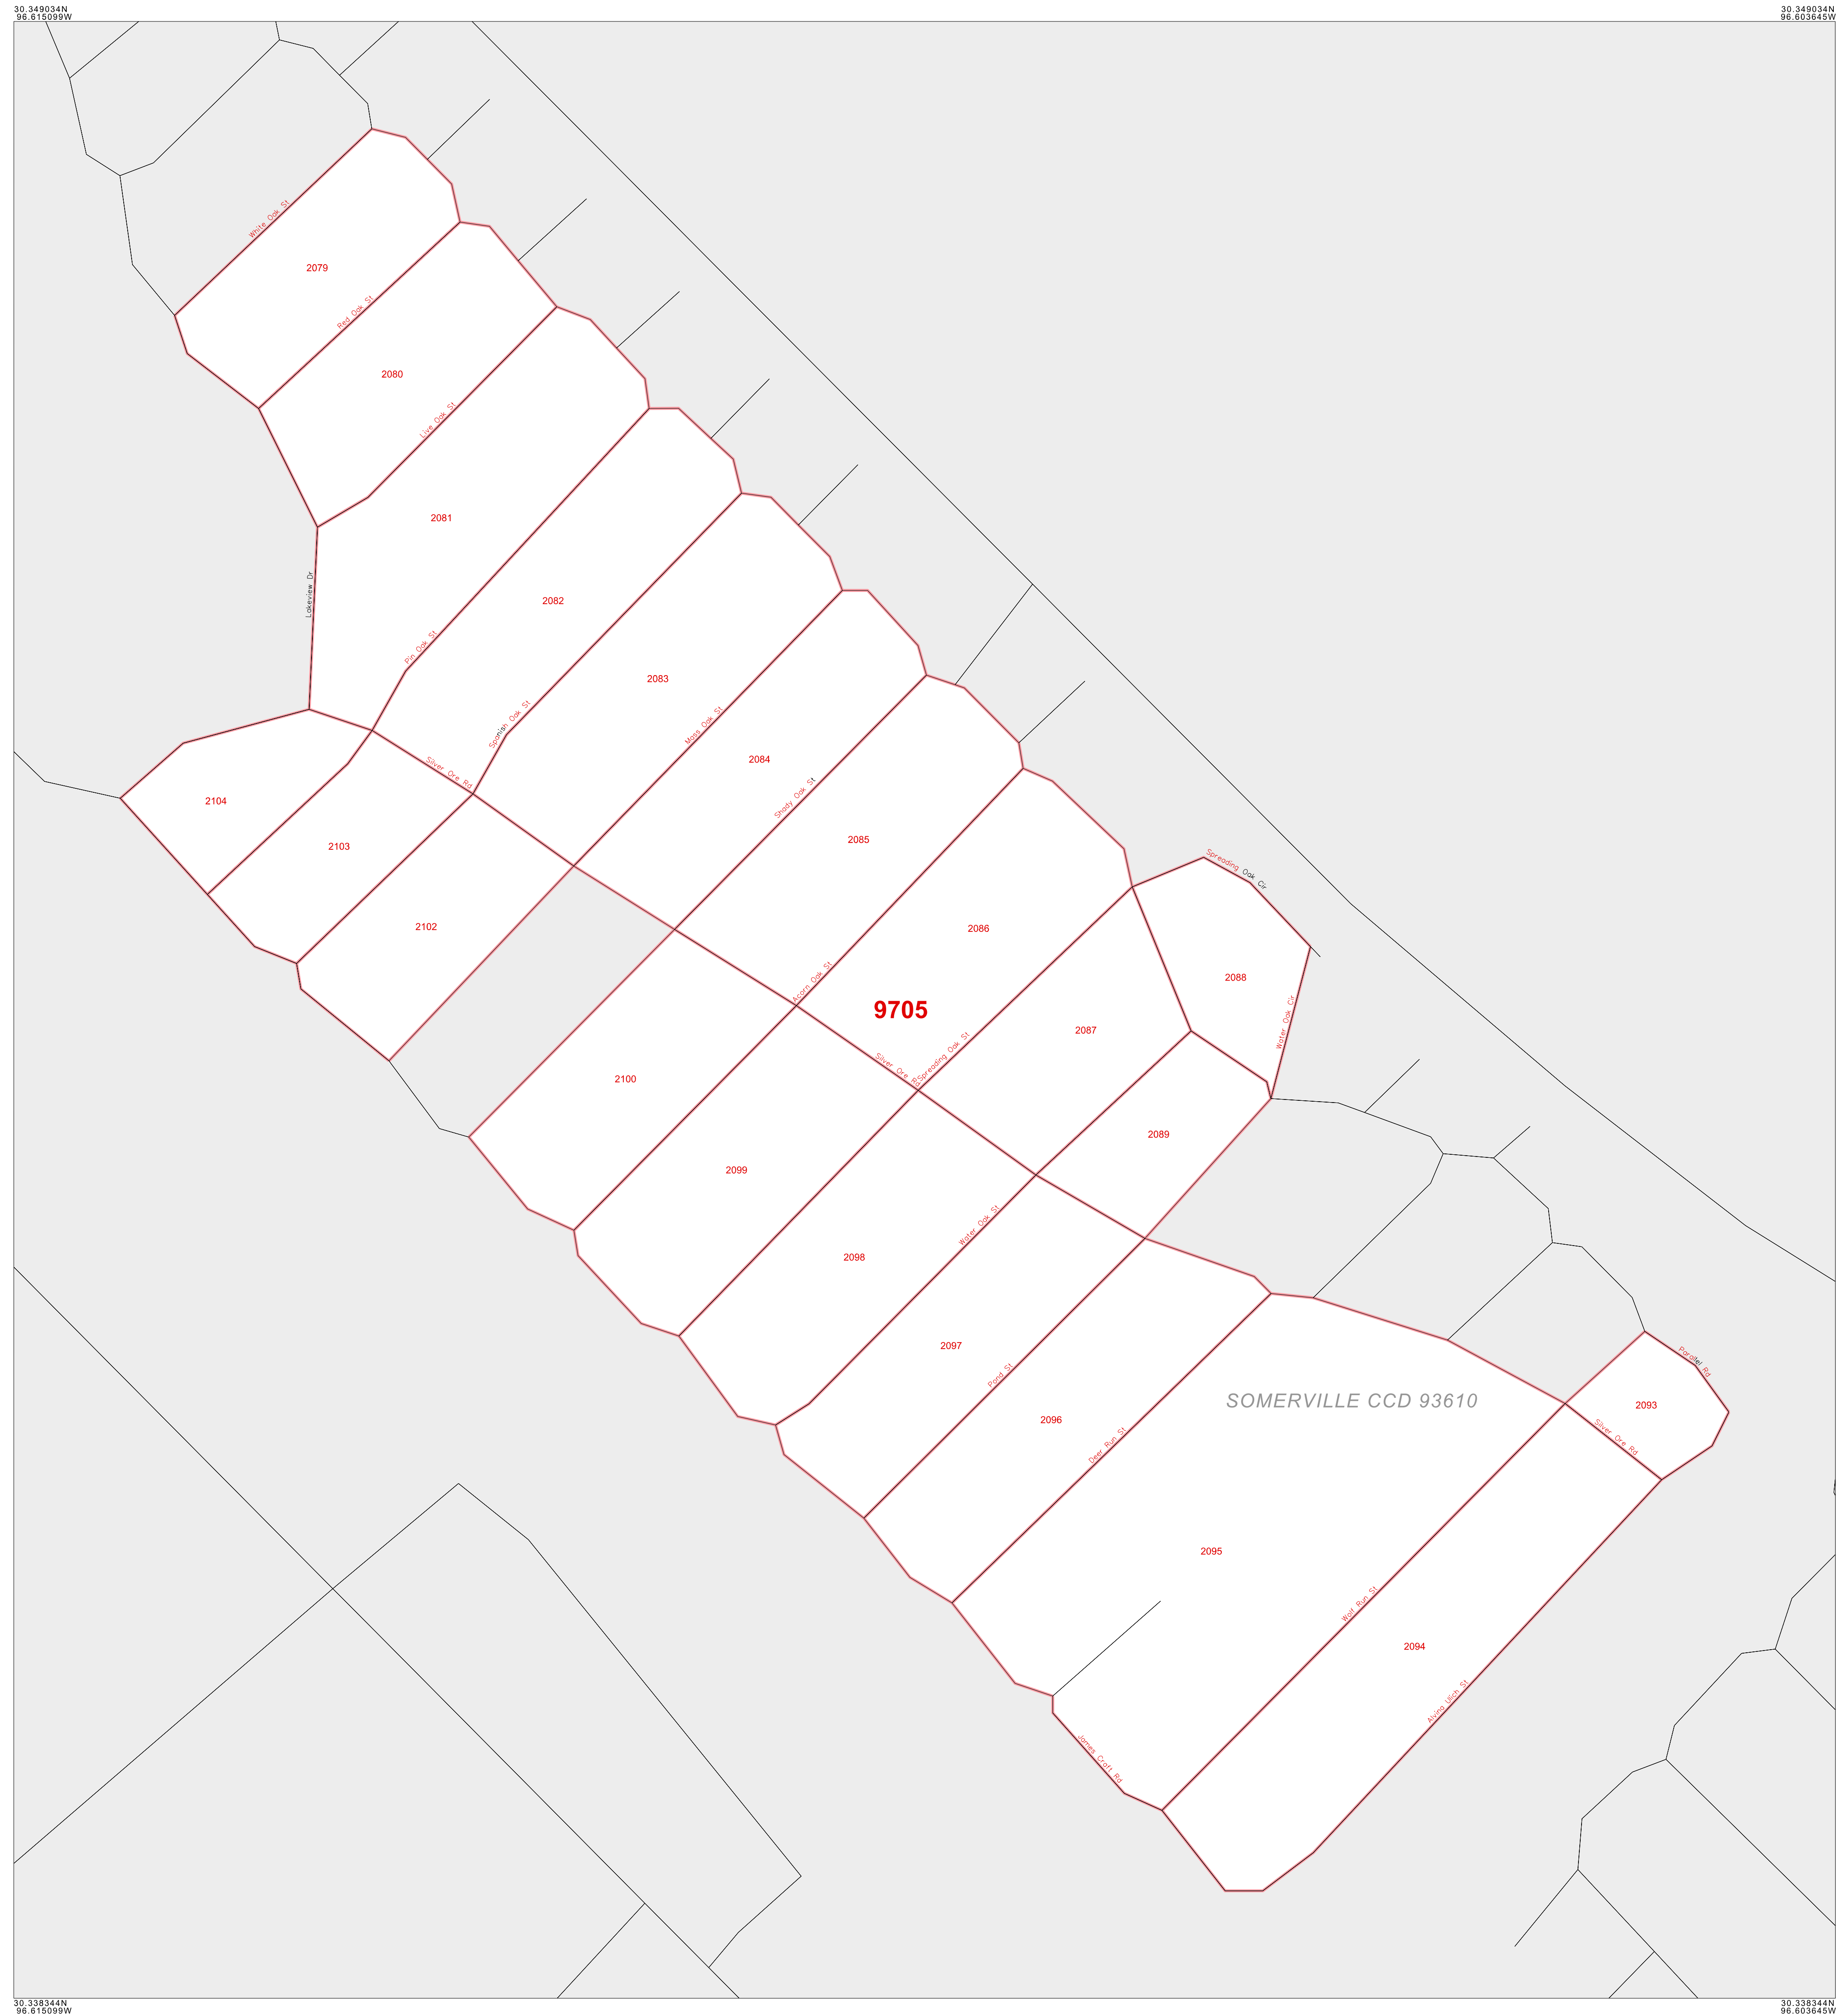 30.349034N
96.615099W
30.349034N
96.603645W
White Oak St
2079
Red Oak St
2080
Live Oak St
2081
Lakeview Dr
2082
Pin Oak St
2083
Spanish Oak St
Moss Oak St
2084
Silver Ore Rd
2104
Shady Oak St
2085
2103
Spreading Oak Cir
2102
2086
Acorn Oak St
2088
9705
Water Oak Cir
2087
Silver Ore Rd
Spreading Oak St
2100
2089
2099
Water Oak St
2098
2097
Pond St
Parallel Rd
SOMERVILLE CCD 93610
2093
2096
Deer Run St
Silver Ore Rd
2095
Wolf Run St
2094
Alvina Ulich St
James Croft Rd
30.338344N
96.615099W
30.338344N
96.603645W